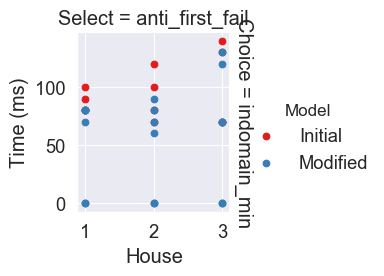 Select = anti_first_fail
Time (ms)
100
50
0
1 2 3
House
Choice = indomain_min
Model
Initial
Modified